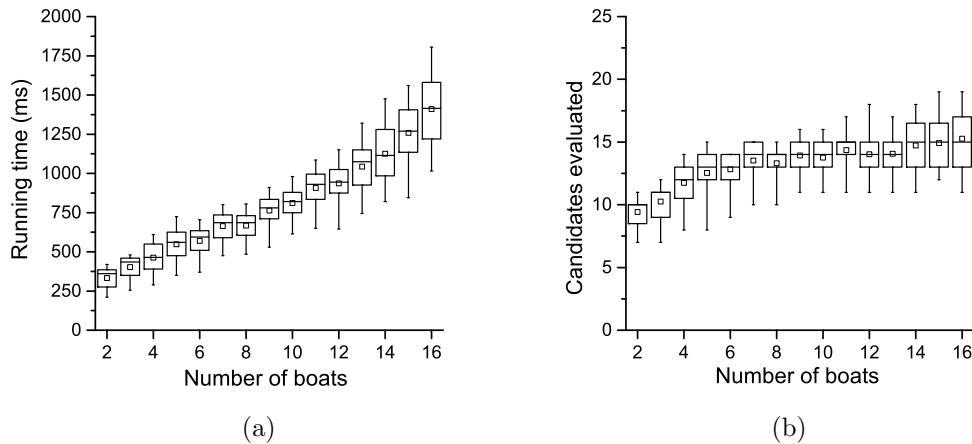 2000
1750
1500
1250
1000
750
500
250
0
Running time (ms)
2 4 6 8 10 12 14 16
Number of boats
(a)
25
20
15
10
5
0
Candidates evaluated
2 4 6 8 10 12 14 16
Number of boats
(b)